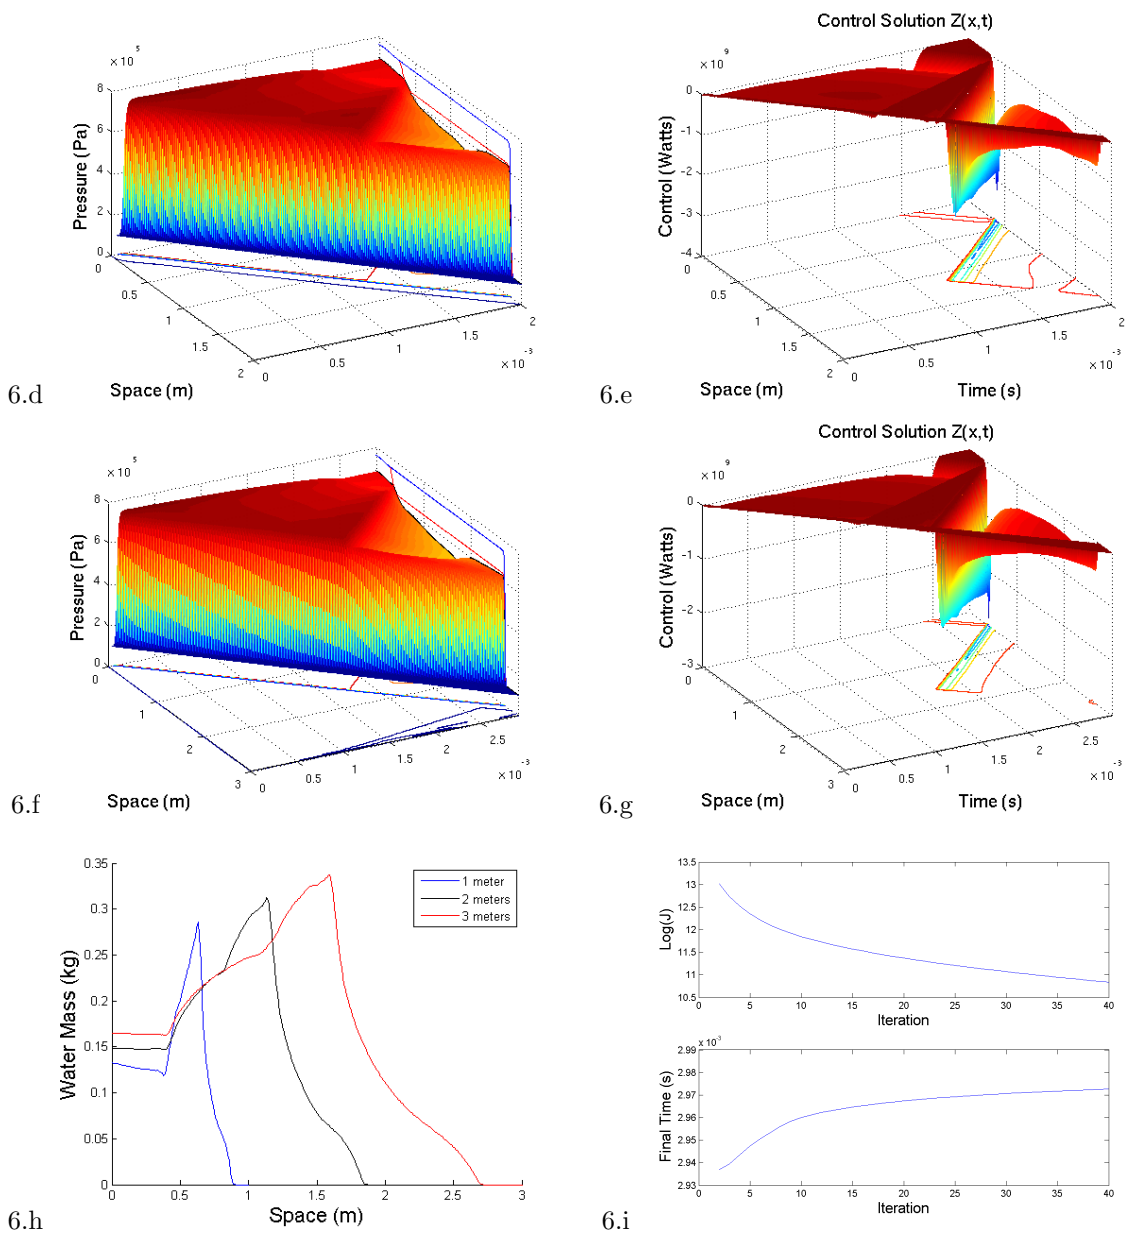 × 10 5
8
6
4
2
0
Pressure (Pa)
0
0.5
1
1.5
2
0
0.5
1
1.5
2
× 10 -3
Space (m)
6.d
Control Solution Z(x,t)
× 10 9
0
-1
-2
-3
-4
Control (Watts)
0
0.5
1
1.5
2
0
0.5
1
1.5
2
× 10 -3
Space (m)
Time (s)
6.e
× 10 5
8
6
4
2
0
Pressure (Pa)
0
1
2
3
0
0.5
1
1.5
2
2.5
× 10 -3
Space (m)
6.f
Control Solution Z(x,t)
× 10 9
0
-1
-2
-3
Control (Watts)
0
1
2
3
0
0.5
1
1.5
2
2.5
× 10 -3
Space (m)
Time (s)
6.g
0.35
0.3
0.25
0.2
0.15
0.1
0.05
0
Water Mass (kg)
1 meter
2 meters
3 meters
0 0.5 1 1.5 2 2.5 3
Space (m)
6.h
13.5
13
12.5
12
11.5
11
10.5
Log(J)
0 5 10 15 20 25 30 35 40
Iteration
× 10 -3
2.99
2.98
2.97
2.96
2.95
2.94
2.93
Final Time (s)
0 5 10 15 20 25 30 35 40
Iteration
6.i